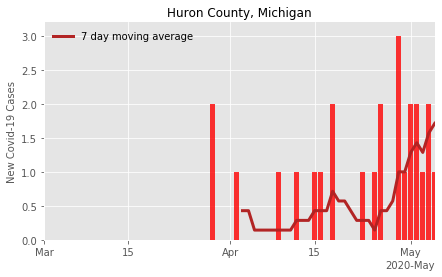 Huron County, Michigan
7 day moving average
New Covid-19 Cases
3.0
2.5
2.0
1.5
1.0
0.5
0.0
Mar 15 Apr 15 May
2020-May